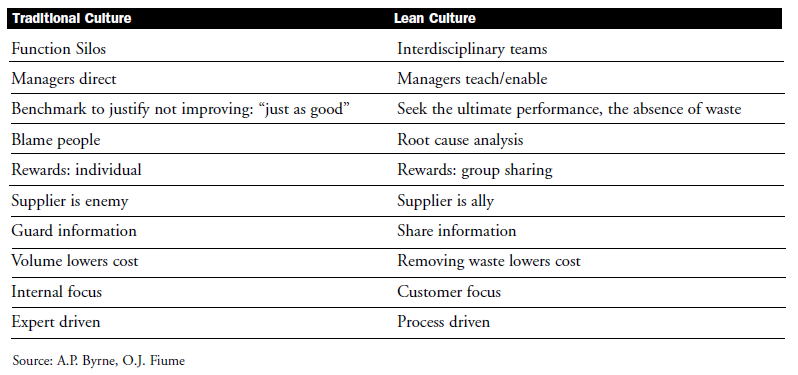 Traditional Culture Lean Culture
Function Silos Interdisciplinary teams
Managers direct Managers teach/enable
Benchmark to justify not improving: “just as good” Seek the ultimate performance, the absence of waste
Blame people Root cause analysis
Rewards: individual Rewards: group sharing
Supplier is enemy Supplier is ally
Guard information Share information
Volume lowers cost Removing waste lowers cost
Internal focus Customer focus
Expert driven Process driven
Source: A.P. Byrne, O.J. Fiume